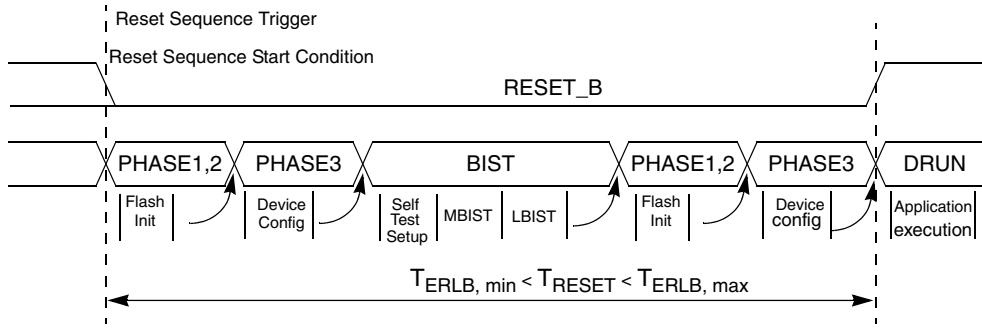 Reset Sequence Trigger
Reset Sequence Start Condition
RESET_B
PHASE1,2 PHASE3 BIST PHASE1,2 PHASE3 DRUN
Flash Init
Device Config
Self Test Setup
MBIST
LBIST
Flash Init
Device config
Application execution
TERLB, min < TRESET < TERLB, max